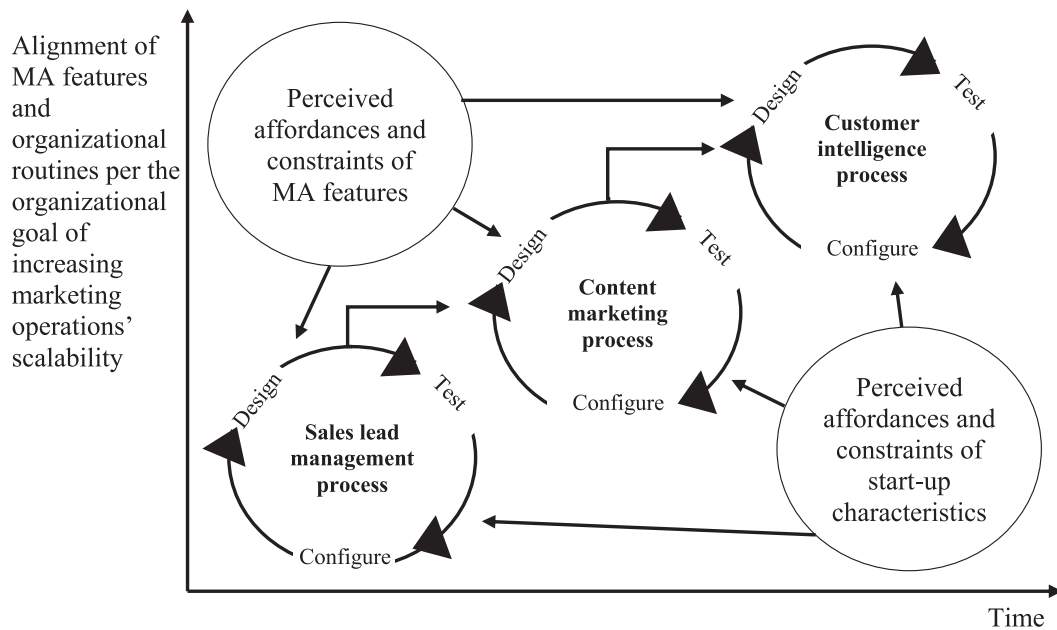 Alignment of
MA features
and
organizational
routines per the
organizational
goal of
increasing
marketing
operations’
scalability
Perceived
affordances and
constraints of
MA features
Design
Test
Customer
intelligence
process
Configure
Design
Test
Content
marketing
process
Configure
Design
Test
Sales lead
management
process
Configure
Perceived
affordances and
constraints of
start-up
characteristics
Time